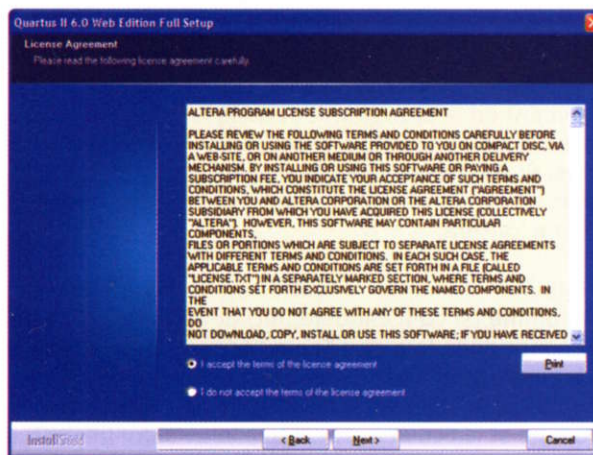 Quartus II 6.0 Web Edition Full Setup
License Agreement
Please read the following license agreement carefully.
ALTERA PROGRAM LICENSE SUBSCRIPTION AGREEMENT
PLEASE REVIEW THE FOLLOWING TERMS AND CONDITIONS CAREFULLY BEFORE
INSTALLING OR USING THE SOFTWARE PROVIDED TO YOU ON COMPACT DISC, VIA
A WEB-SITE, OR ON ANOTHER MEDIUM OR THROUGH ANOTHER DELIVERY
MECHANISM. BY INSTALLING OR USING THIS SOFTWARE OR PAYING A
SUBSCRIPTION FEE, YOU INDICATE YOUR ACCEPTANCE OF SUCH TERMS AND
CONDITIONS, WHICH CONSTITUTE THE LICENSE AGREEMENT ("AGREEMENT")
BETWEEN YOU AND ALTERA CORPORATION OR THE ALTERA CORPORATION
SUBSIDIARY FROM WHICH YOU HAVE ACQUIRED THIS LICENSE (COLLECTIVELY
"ALTERA"). HOWEVER, THIS SOFTWARE MAY CONTAIN PARTICULAR
COMPONENTS,
FILES OR PORTIONS WHICH ARE SUBJECT TO SEPARATE LICENSE AGREEMENTS
WITH DIFFERENT TERMS AND CONDITIONS. IN EACH SUCH CASE, THE
APPLICABLE TERMS AND CONDITIONS ARE SET FORTH IN A FILE (CALLED
"LICENSE.TXT") IN A SEPARATELY MARKED SECTION, WHERE TERMS AND
CONDITIONS SET FORTH EXCLUSIVELY GOVERN THE NAMED COMPONENTS. IN
THE
EVENT THAT YOU DO NOT AGREE WITH ANY OF THESE TERMS AND CONDITIONS,
DO
NOT DOWNLOAD, COPY, INSTALL OR USE THIS SOFTWARE; IF YOU HAVE RECEIVED
I accept the terms of the license agreement
Print
I do not accept the terms of the license agreement
InstallShield
< Back
Next >
Cancel